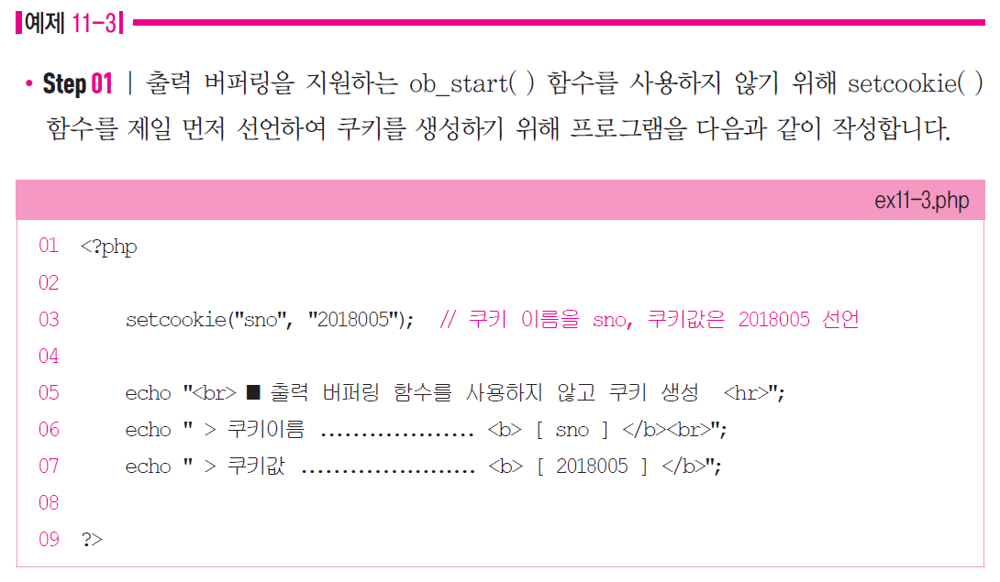 예제 11-3
• Step 01 | 출력 버퍼링을 지원하는 ob_start( ) 함수를 사용하지 않기 위해 setcookie( )
함수를 제일 먼저 선언하여 쿠키를 생성하기 위해 프로그램을 다음과 같이 작성합니다.
ex11-3.php
01 <?php
02
03 setcookie("sno", "2018005"); // 쿠키 이름을 sno, 쿠키값은 2018005 선언
04
05 echo "<br> ■ 출력 버퍼링 함수를 사용하지 않고 쿠키 생성 <hr>";
06 echo " > 쿠키이름 ................... <b> [ sno ] </b><br>";
07 echo " > 쿠키값 ...................... <b> [ 2018005 ] </b>";
08
09 ?>